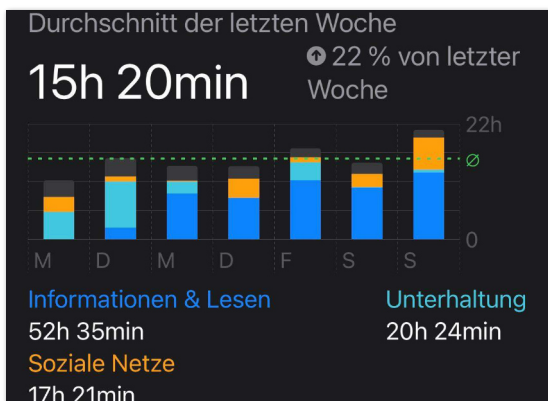 Durchschnitt der letzten Woche
15h 20min
22 % von letzter
Woche
22h
Ø
0
M D M D F S S
Informationen & Lesen
52h 35min
Unterhaltung
20h 24min
Soziale Netze
17h 21min